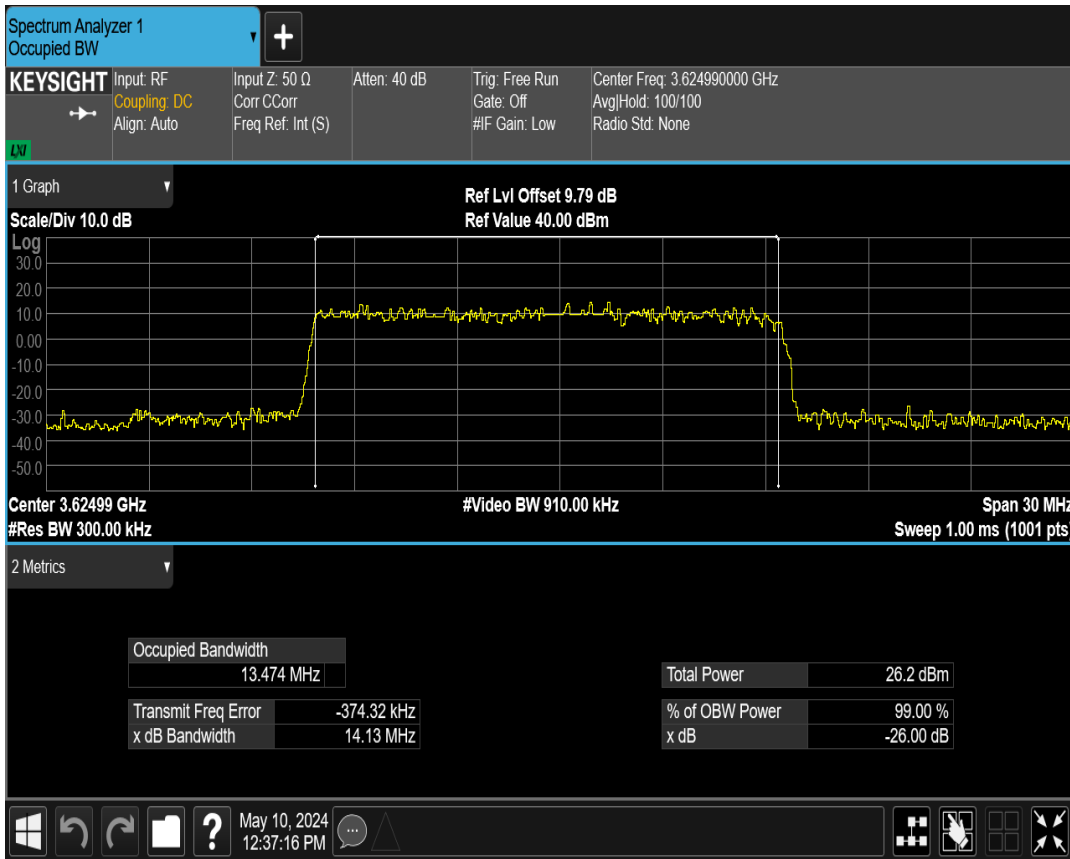 Spectrum Analyzer 1
Occupied BW
KEYSIGHT
Input: RF
Coupling: DC
Align: Auto
Input Z: 50 Ω
Corr CCorr
Freq Ref: Int (S)
Atten: 40 dB
Trig: Free Run
Gate: Off
#IF Gain: Low
Center Freq: 3.624990000 GHz
Avg|Hold: 100/100
Radio Std: None
LXI
1 Graph
Ref Lvl Offset 9.79 dB
Scale/Div 10.0 dB
Ref Value 40.00 dBm
Log
30.0
20.0
10.0
0.00
-10.0
-20.0
-30.0
-40.0
-50.0
Center 3.62499 GHz
#Video BW 910.00 kHz
Span 30 MHz
#Res BW 300.00 kHz
Sweep 1.00 ms (1001 pts)
2 Metrics
Occupied Bandwidth
13.474 MHz
Total Power 26.2 dBm
Transmit Freq Error -374.32 kHz
% of OBW Power 99.00 %
x dB Bandwidth 14.13 MHz
x dB -26.00 dB
May 10, 2024
12:37:16 PM